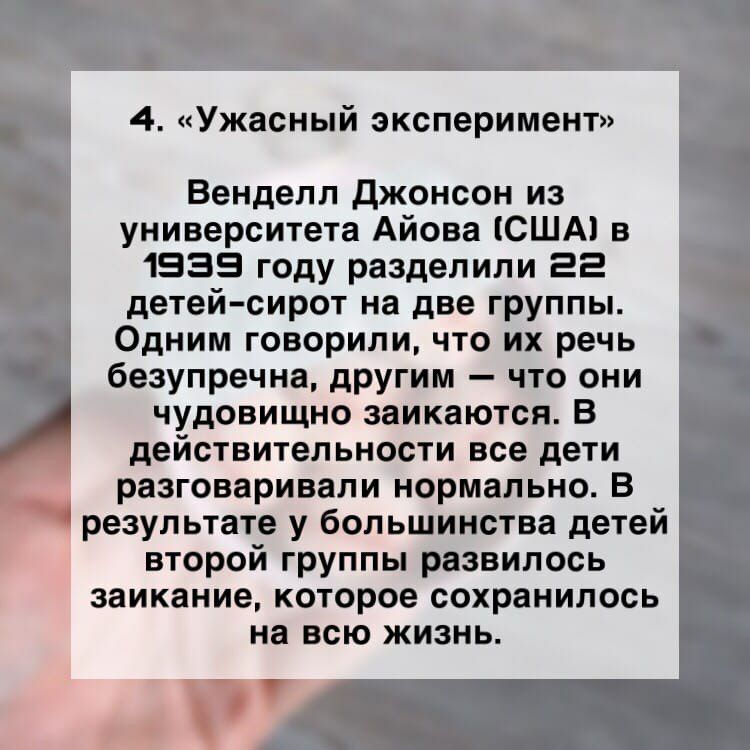 4. «Ужасный эксперимент»
Венделл Джонсон из
университета Айова (США) в
1939 году разделили 22
детей-сирот на две группы.
Одним говорили, что их речь
безупречна, другим — что они
чудовищно заикаются. В
действительности все дети
разговаривали нормально. В
результате у большинства детей
второй группы развилось
заикание, которое сохранилось
на всю жизнь.